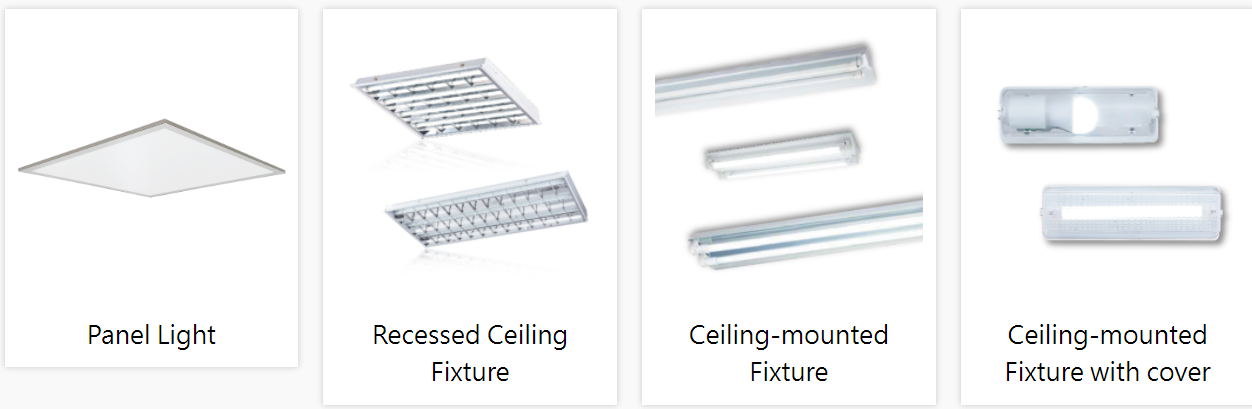 Panel Light
Recessed Ceiling
Fixture
Ceiling-mounted
Fixture
Ceiling-mounted
Fixture with cover